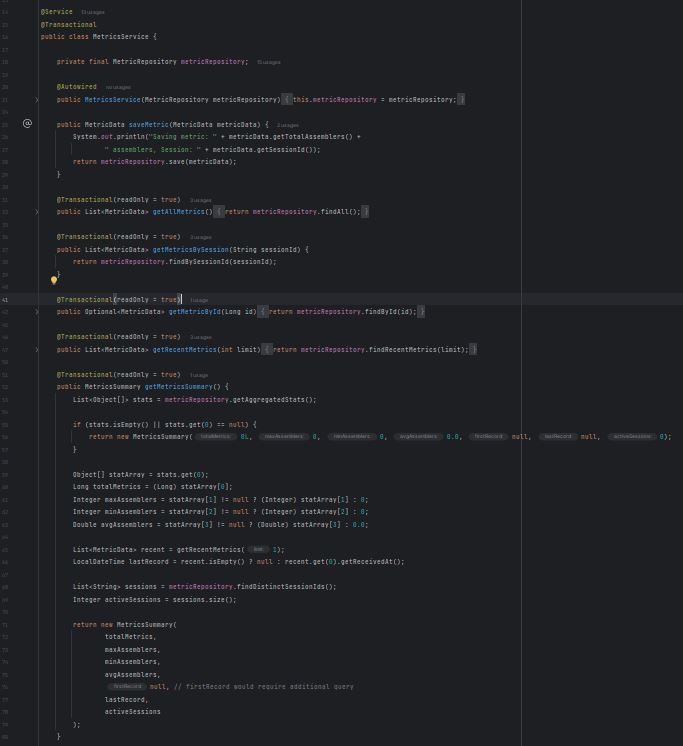 @Service 13 usages
@Transactional
public class MetricsService {
private final MetricRepository metricRepository; 15 usages
@Autowired no usages
public MetricsService(MetricRepository metricRepository) { this.metricRepository = metricRepository; }
public MetricData saveMetric(MetricData metricData) { 2 usages
System.out.println("Saving metric: " + metricData.getTotalAssemblers() +
" assemblers, Session: " + metricData.getSessionId());
return metricRepository.save(metricData);
}
@Transactional(readOnly = true)
public List<MetricData> getAllMetrics() { return metricRepository.findAll(); }
@Transactional(readOnly = true)
public List<MetricData> getMetricsBySession(String sessionId) {
return metricRepository.findBySessionId(sessionId);
}
41 @Transactional(readOnly = true) 1 usage
public Optional<MetricData> getMetricById(Long id) { return metricRepository.findById(id); }
@Transactional(readOnly = true)
public List<MetricData> getRecentMetrics(int limit) { return metricRepository.findRecentMetrics(limit); }
@Transactional(readOnly = true) 1 usage
public MetricsSummary getMetricsSummary() {
List<Object[]> stats = metricRepository.getAggregatedStats();
if (stats.isEmpty() || stats.get(0) == null) {
return new MetricsSummary( totalMetrics: 0L, maxAssemblers: 0, minAssemblers: 0, avgAssemblers: 0.0, firstRecord: null, lastRecord: null, activeSessions: 0);
}
Object[] statArray = stats.get(0);
Long totalMetrics = (Long) statArray[0];
Integer maxAssemblers = statArray[1] != null ? (Integer) statArray[1] : 0;
Integer minAssemblers = statArray[2] != null ? (Integer) statArray[2] : 0;
Double avgAssemblers = statArray[3] != null ? (Double) statArray[3] : 0.0;
List<MetricData> recent = getRecentMetrics( limit: 1);
LocalDateTime lastRecord = recent.isEmpty() ? null : recent.get(0).getReceivedAt();
List<String> sessions = metricRepository.findDistinctSessionIds();
Integer activeSessions = sessions.size();
return new MetricsSummary(
totalMetrics,
maxAssemblers,
minAssemblers,
avgAssemblers,
firstRecord: null, // firstRecord would require additional query
lastRecord,
activeSessions
);
}